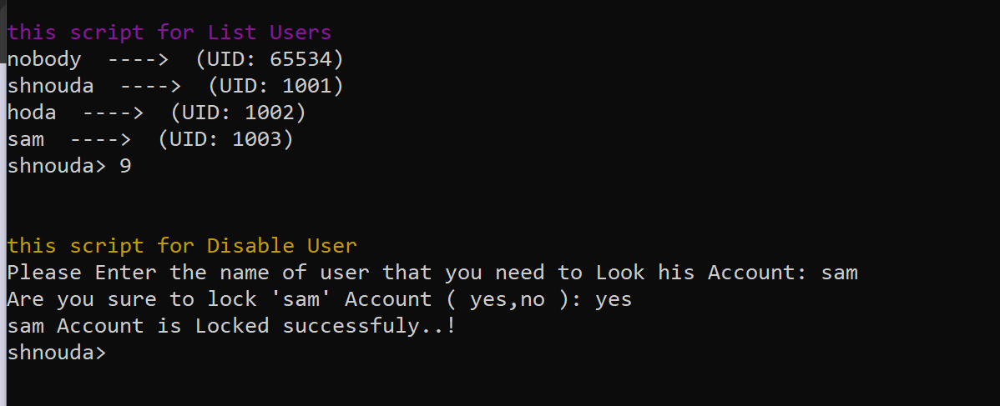 this script for List Users
nobody  ---->  (UID: 65534)
shnouda  ---->  (UID: 1001)
hoda  ---->  (UID: 1002)
sam  ---->  (UID: 1003)
shnouda> 9
this script for Disable User
Please Enter the name of user that you need to Look his Account: sam
Are you sure to lock 'sam' Account ( yes,no ): yes
sam Account is Locked successfuly..!
shnouda>